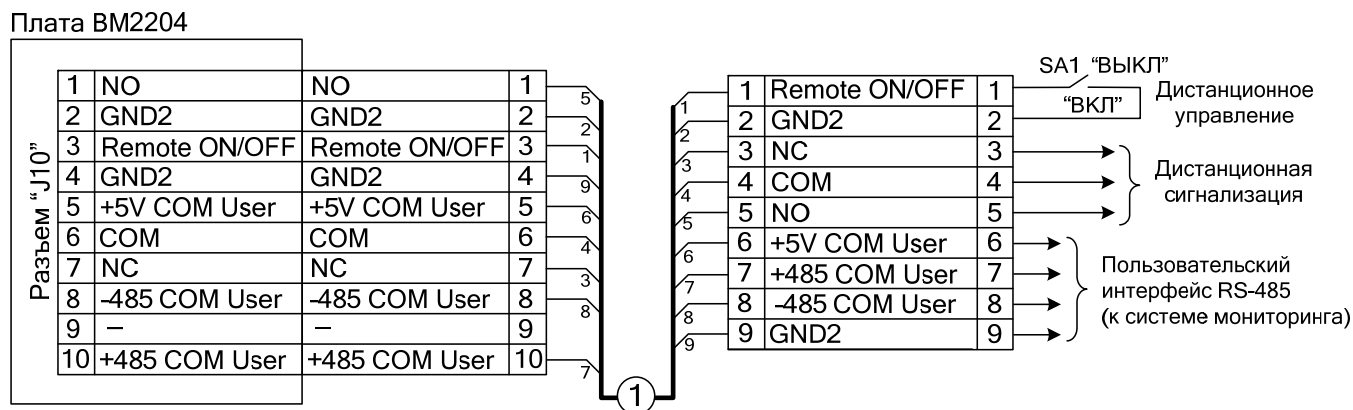 Плата ВМ2204
Разъем “J10”
1 NO NO 1 5
2 GND2 GND2 2 2
3 Remote ON/OFF Remote ON/OFF 3 1
4 GND2 GND2 4 9
5 +5V COM User +5V COM User 5 6
6 COM COM 6 4
7 NC NC 7 3
8 -485 COM User -485 COM User 8 8
9 – – 9
10 +485 COM User +485 COM User 10 7
1
1 1 Remote ON/OFF 1
2 2 GND2 2
3 3 NC 3
4 4 COM 4
5 5 NO 5
6 6 +5V COM User 6
7 7 +485 COM User 7
8 8 -485 COM User 8
9 9 GND2 9
SA1 “ВЫКЛ”
“ВКЛ”
Дистанционное
управление
Дистанционная
сигнализация
Пользовательский
интерфейс RS-485
(к системе мониторинга)